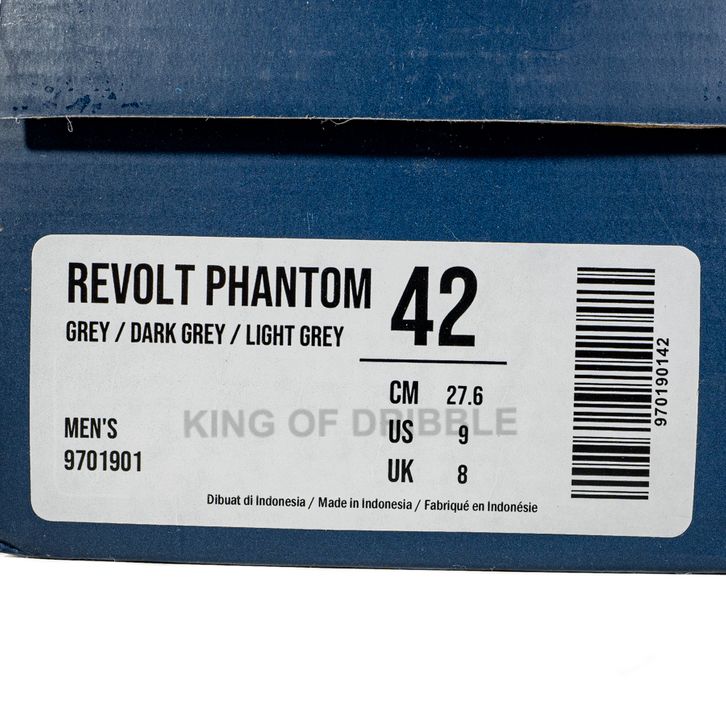 REVOLT PHANTOM
GREY / DARK GREY / LIGHT GREY
42
CM 27.6
US 9
UK 8
MEN'S
9701901
KING OF DRIBBLE
Dibuat di Indonesia / Made in Indonesia / Fabriqué en Indonésie
970190142